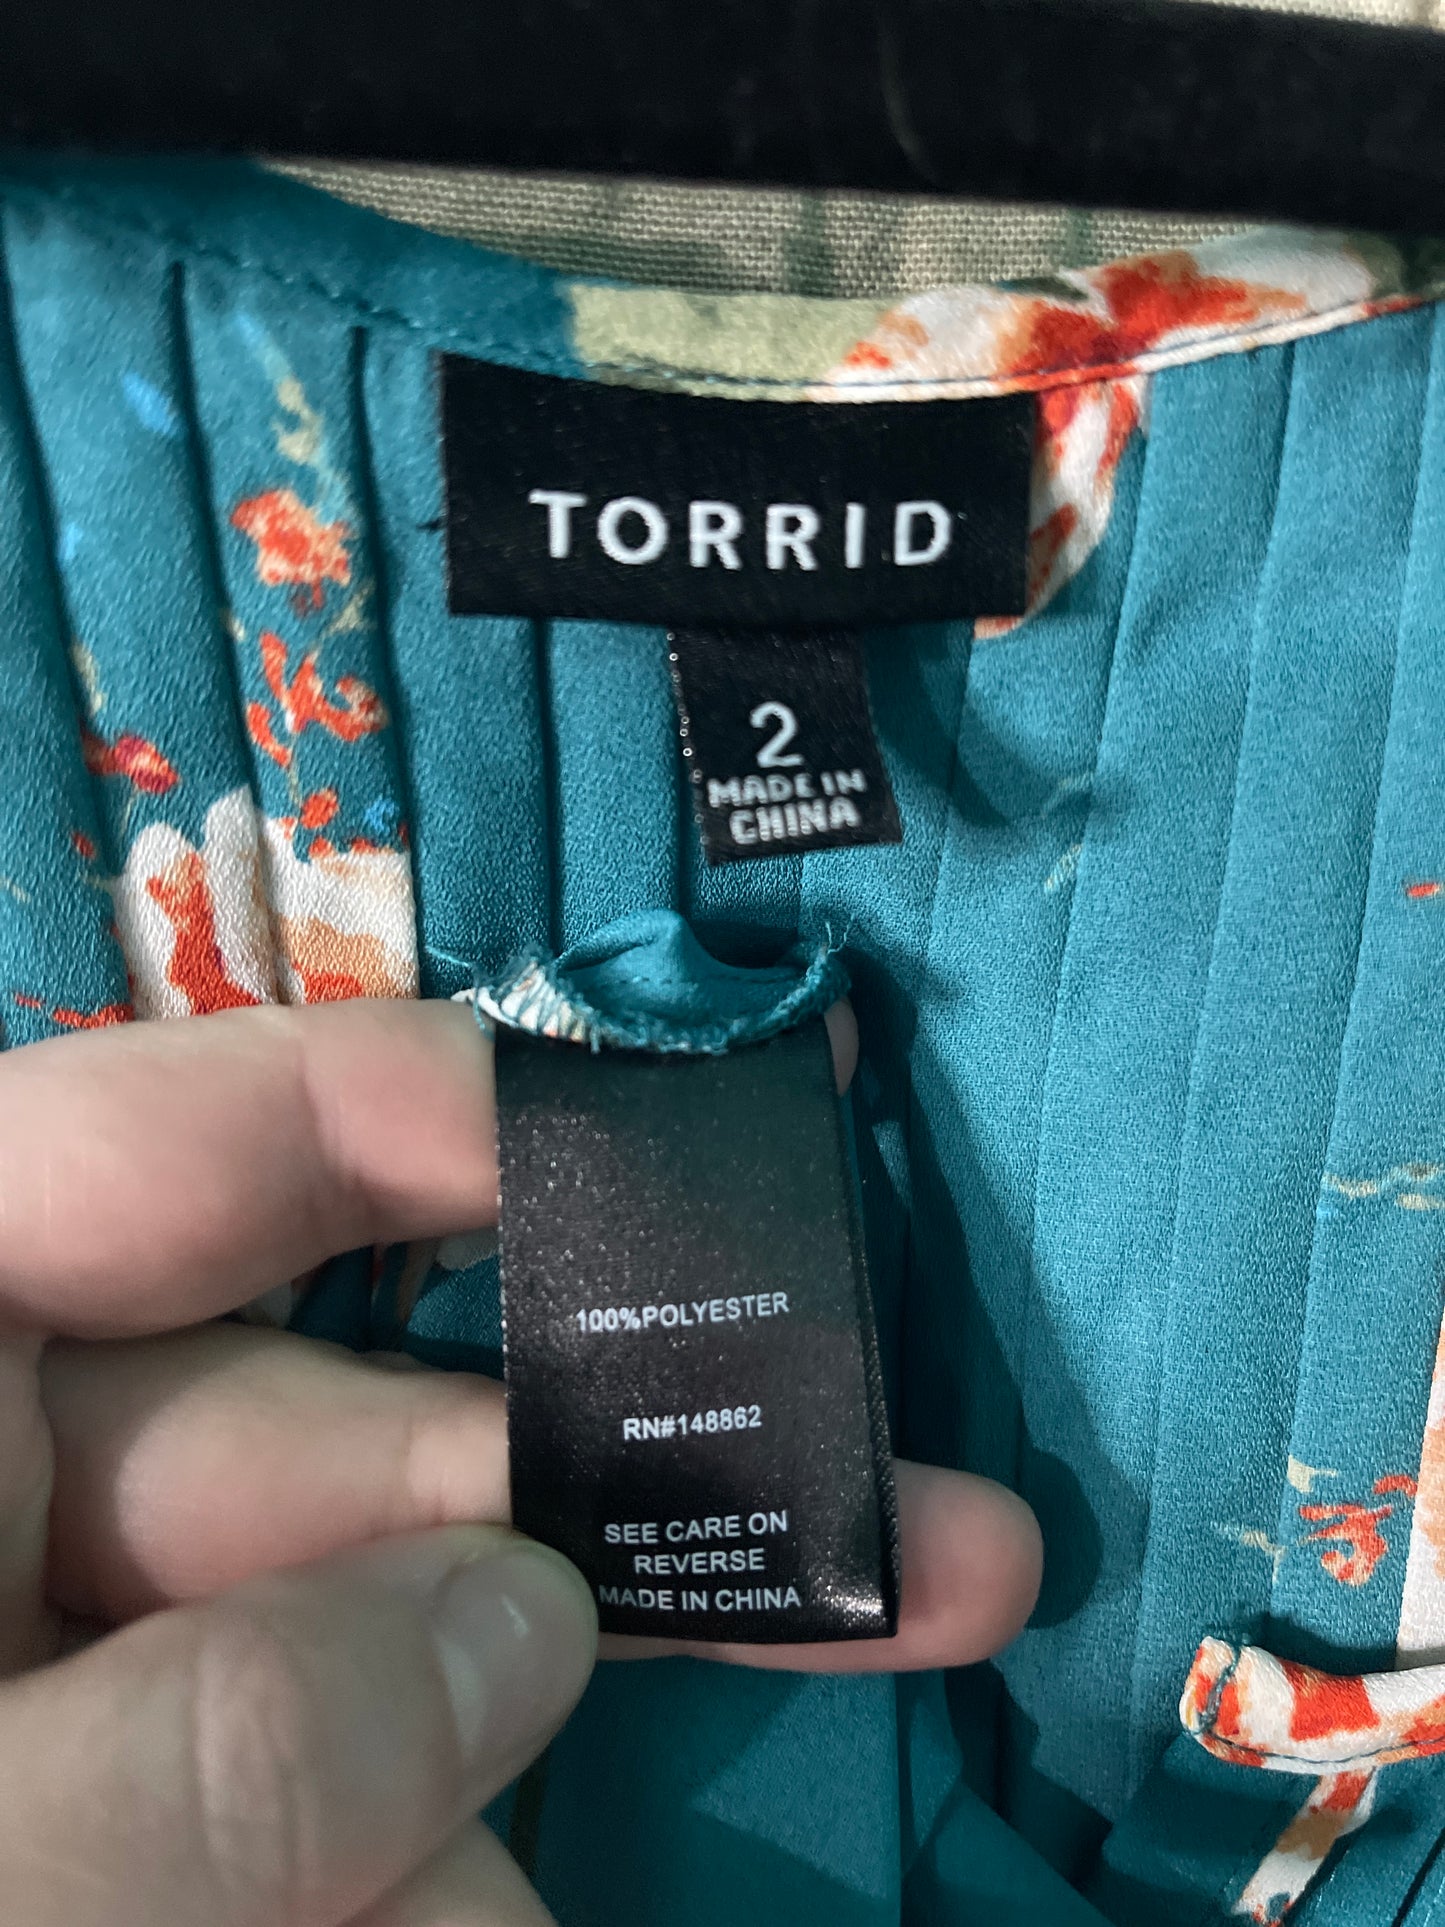 TORRID
2
MADE IN
CHINA
100%POLYESTER
RN#148862
SEE CARE ON
REVERSE
MADE IN CHINA